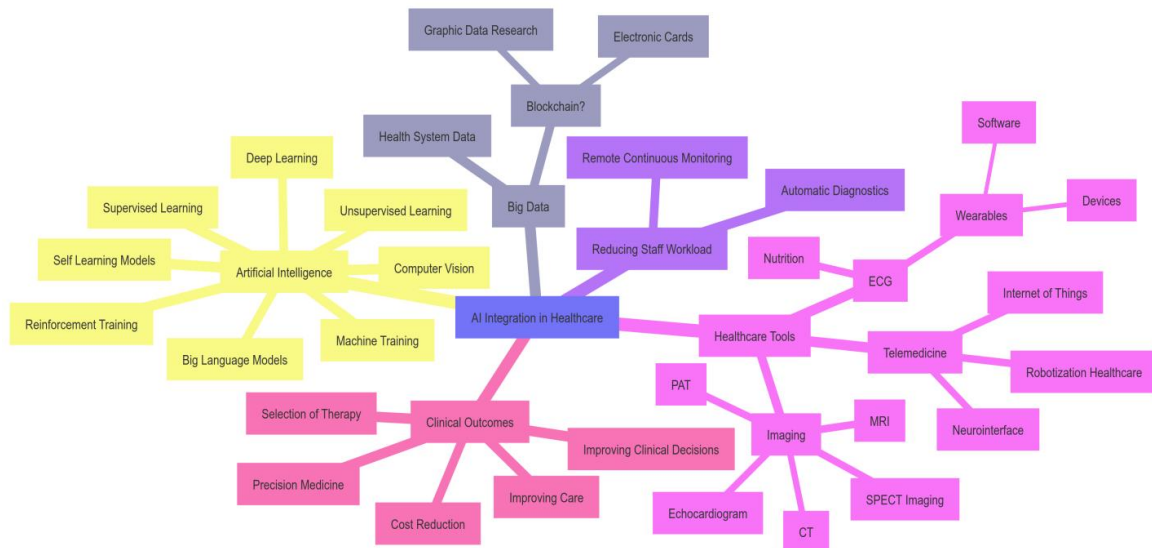 Graphic Data Research
Electronic Cards
Blockchain?
Health System Data
Software
Deep Learning
Remote Continuous Monitoring
Automatic Diagnostics
Supervised Learning
Unsupervised Learning
Big Data
Wearables
Devices
Reducing Staff Workload
Self Learning Models
Artificial Intelligence
Computer Vision
Nutrition
ECG
Internet of Things
AI Integration in Healthcare
Reinforcement Training
Machine Training
Healthcare Tools
Telemedicine
Big Language Models
Robotization Healthcare
PAT
Selection of Therapy
Clinical Outcomes
MRI
Neurointerface
Imaging
Improving Clinical Decisions
Precision Medicine
Improving Care
Echocardiogram
SPECT Imaging
Cost Reduction
CT